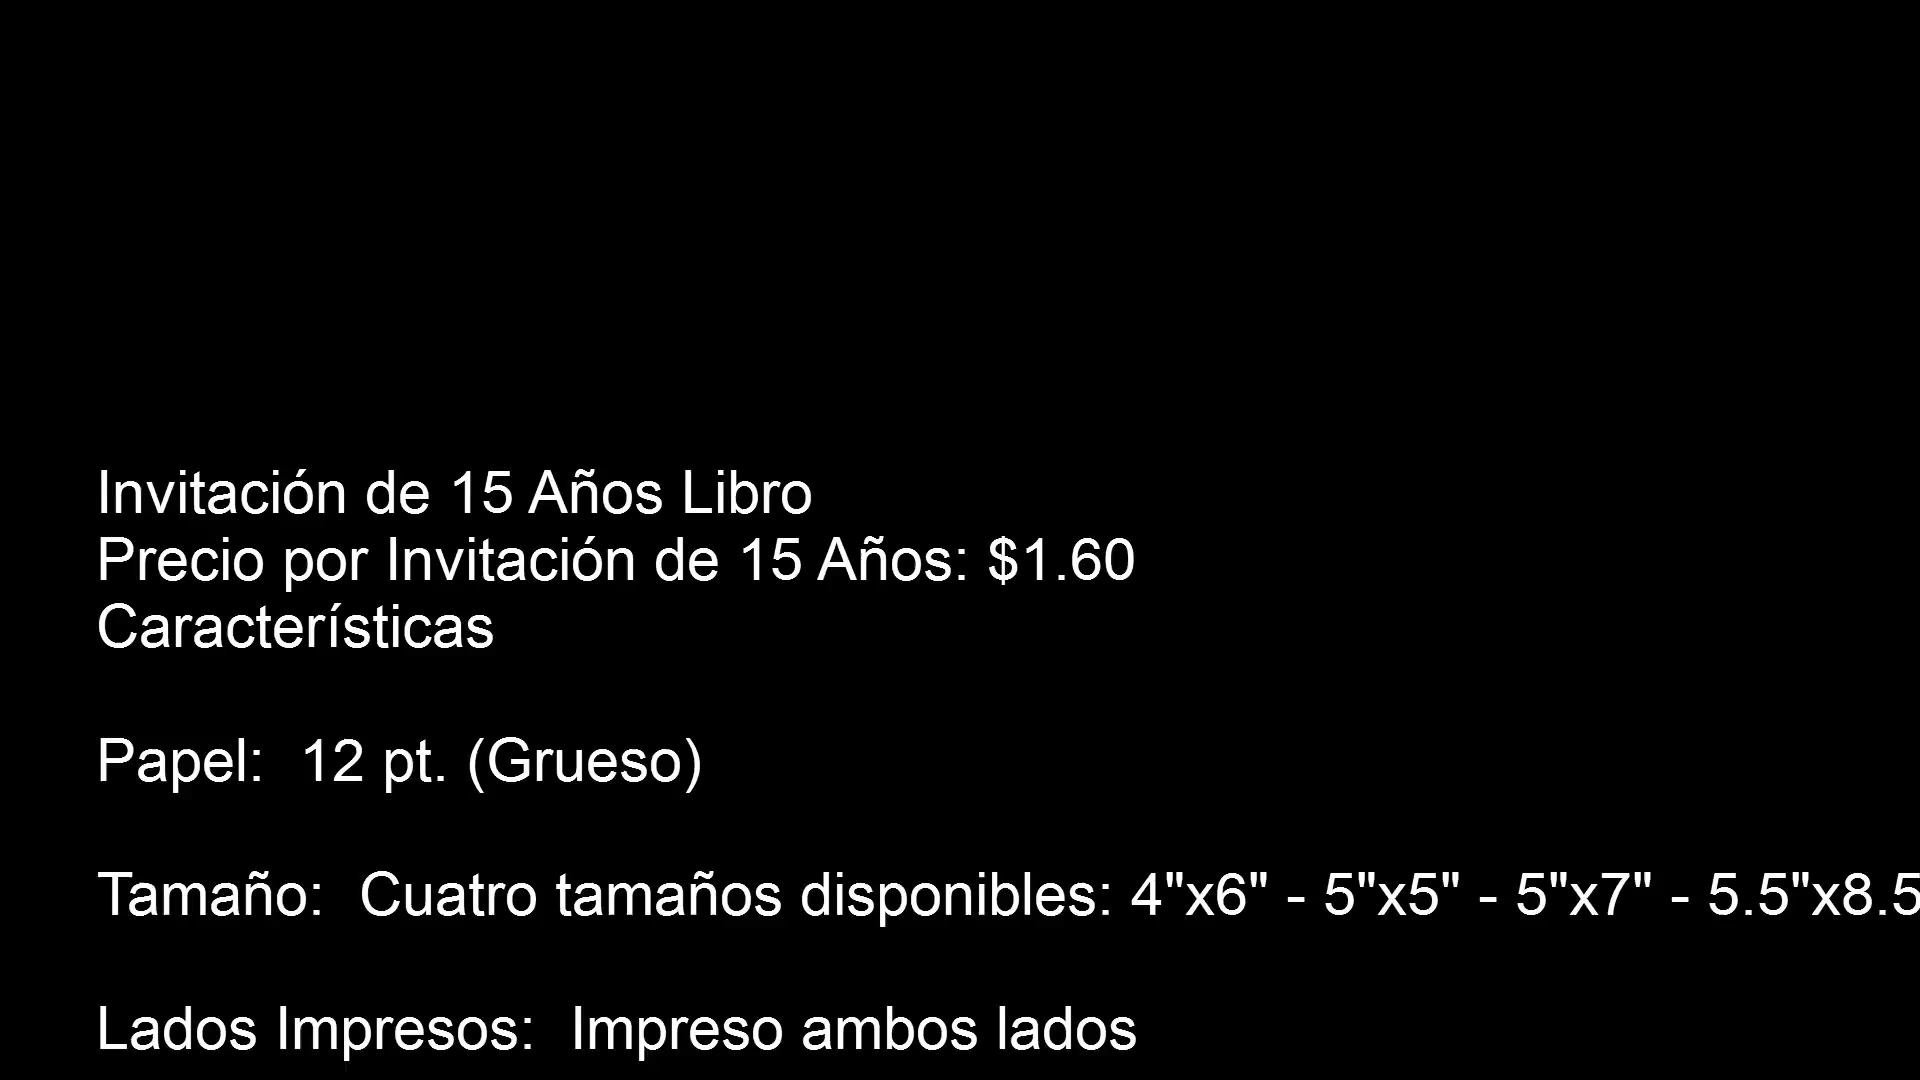 Invitación de 15 Años Libro
Precio por Invitación de 15 Años: $1.60
Características
Papel:  12 pt. (Grueso)
Tamaño:  Cuatro tamaños disponibles: 4"x6" - 5"x5" - 5"x7" - 5.5"x8.5
Lados Impresos:  Impreso ambos lados